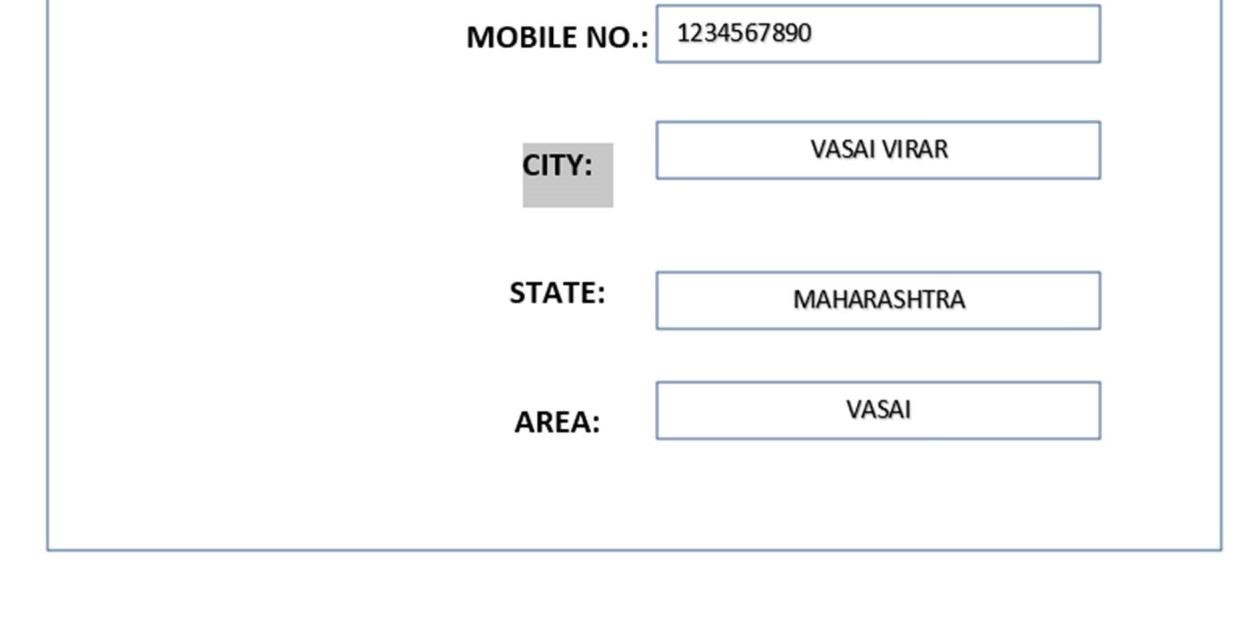 MOBILE NO.: 1234567890
CITY: VASAI VIRAR
STATE: MAHARASHTRA
AREA: VASAI